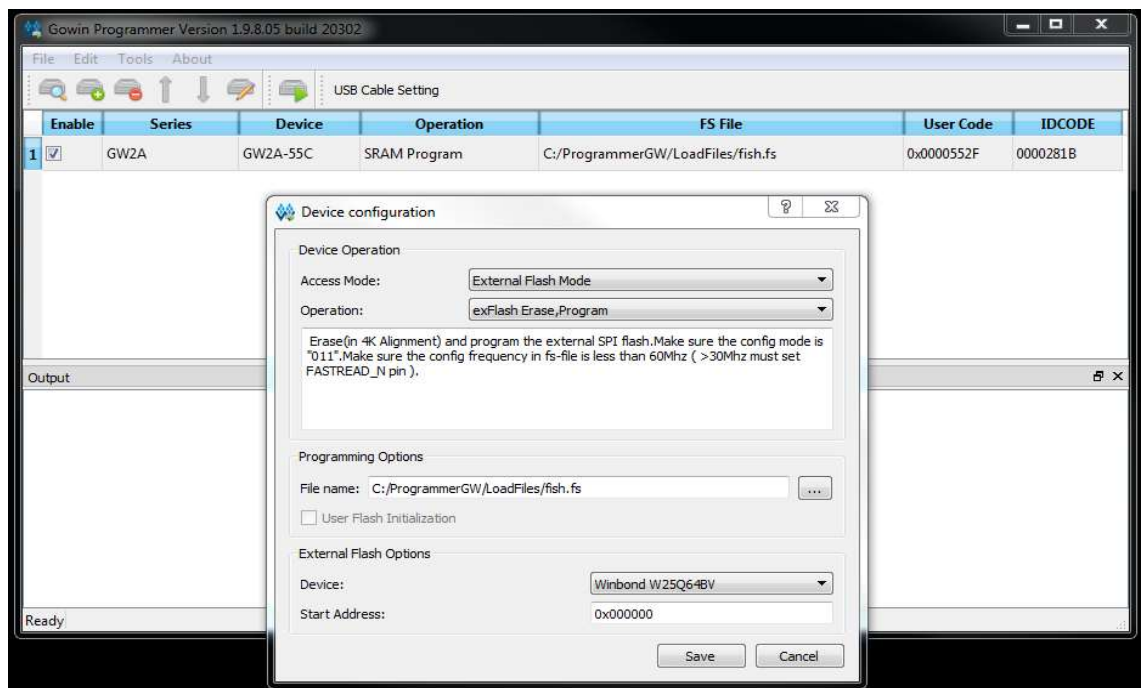 Gowin Programmer Version 1.9.8.05 build 20302
File Edit Tools About
USB Cable Setting
Enable Series Device Operation FS File User Code IDCODE
1 GW2A GW2A-55C SRAM Program C:/ProgrammerGW/LoadFiles/fish.fs 0x0000552F 0000281B
Device configuration
Device Operation
Access Mode: External Flash Mode
Operation: exFlash Erase,Program
Erase(in 4K Alignment) and program the external SPI flash.Make sure the config mode is
"011".Make sure the config frequency in fs-file is less than 60Mhz ( >30Mhz must set
FASTREAD_N pin ).
Output
Programming Options
File name: C:/ProgrammerGW/LoadFiles/fish.fs ...
User Flash Initialization
External Flash Options
Device: Winbond W25Q64BV
Start Address: 0x000000
Ready
Save Cancel